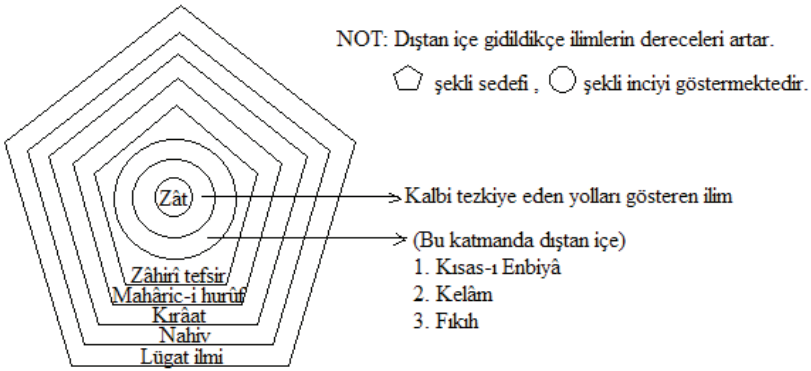 NOT: Dıştan içe gidildikçe ilimlerin dereceleri artar.
şekli sedefi , şekli inciyi göstermektedir.
Zât
Kalbi tezkiye eden yolları gösteren ilim
(Bu katmanda dıştan içe)
1. Kısas-ı Enbiyâ
2. Kelâm
3. Fıkıh
Zâhirî tefsir
Mahâric-i hurûf
Kırâat
Nahiv
Lügat ilmi